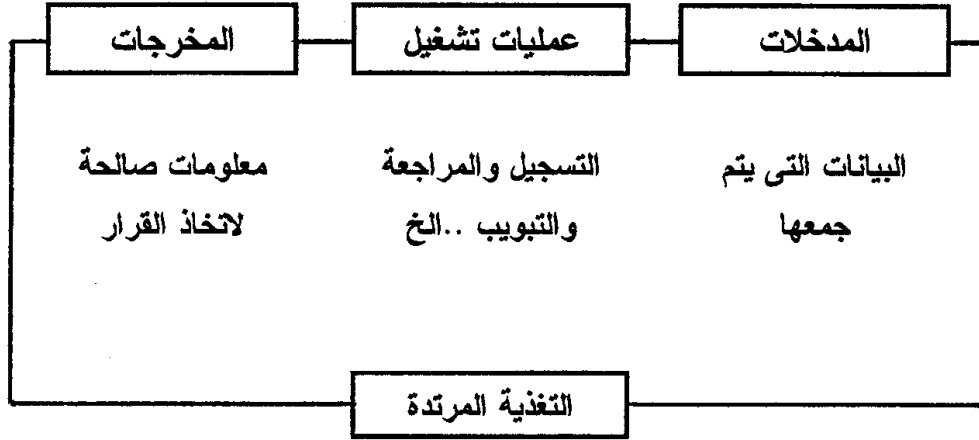 المدخلات
عمليات تشغيل
المخرجات
البيانات التى يتم
جمعها
التسجيل والمراجعة
والتبويب ..الخ
معلومات صالحة
لاتخاذ القرار
التغذية المرتدة